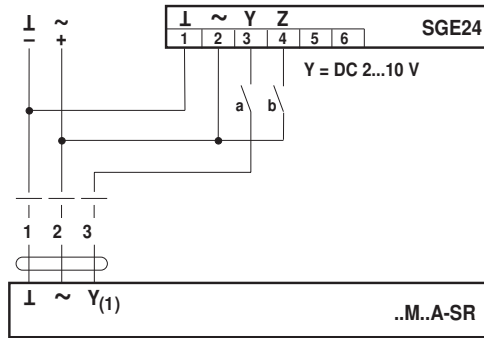 ⊥ ~ Y Z
1 2 3 4 5 6
SGE24
⊥ ~
− +
Y = DC 2...10 V
a b
1 2 3
⊥ ~ Y(1)
..M..A-SR